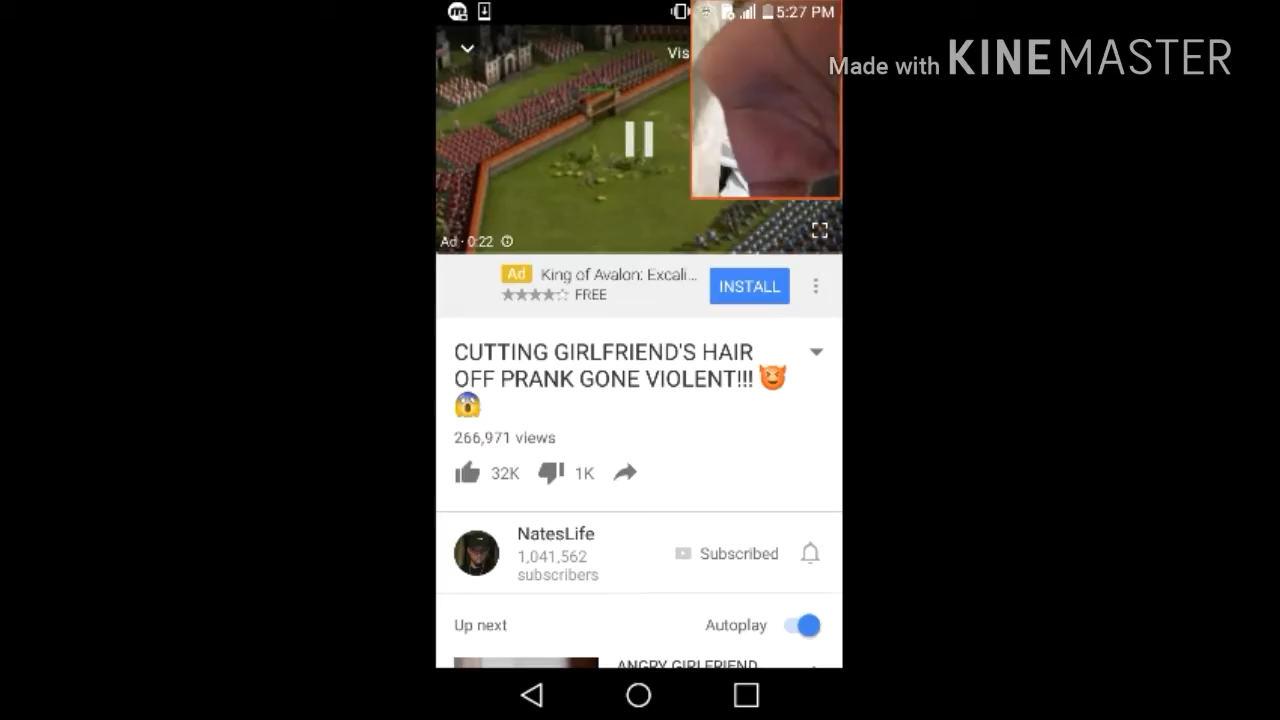 5:27 PM
Made with KINEMASTER
Vis
Ad · 0:22
Ad King of Avalon: Excali...
FREE
INSTALL
CUTTING GIRLFRIEND'S HAIR
OFF PRANK GONE VIOLENT!!! 😈
😱
266,971 views
32K 1K
NatesLife
1,041,562
subscribers
Subscribed
Up next
Autoplay
ANGRY GIRLFRIEND